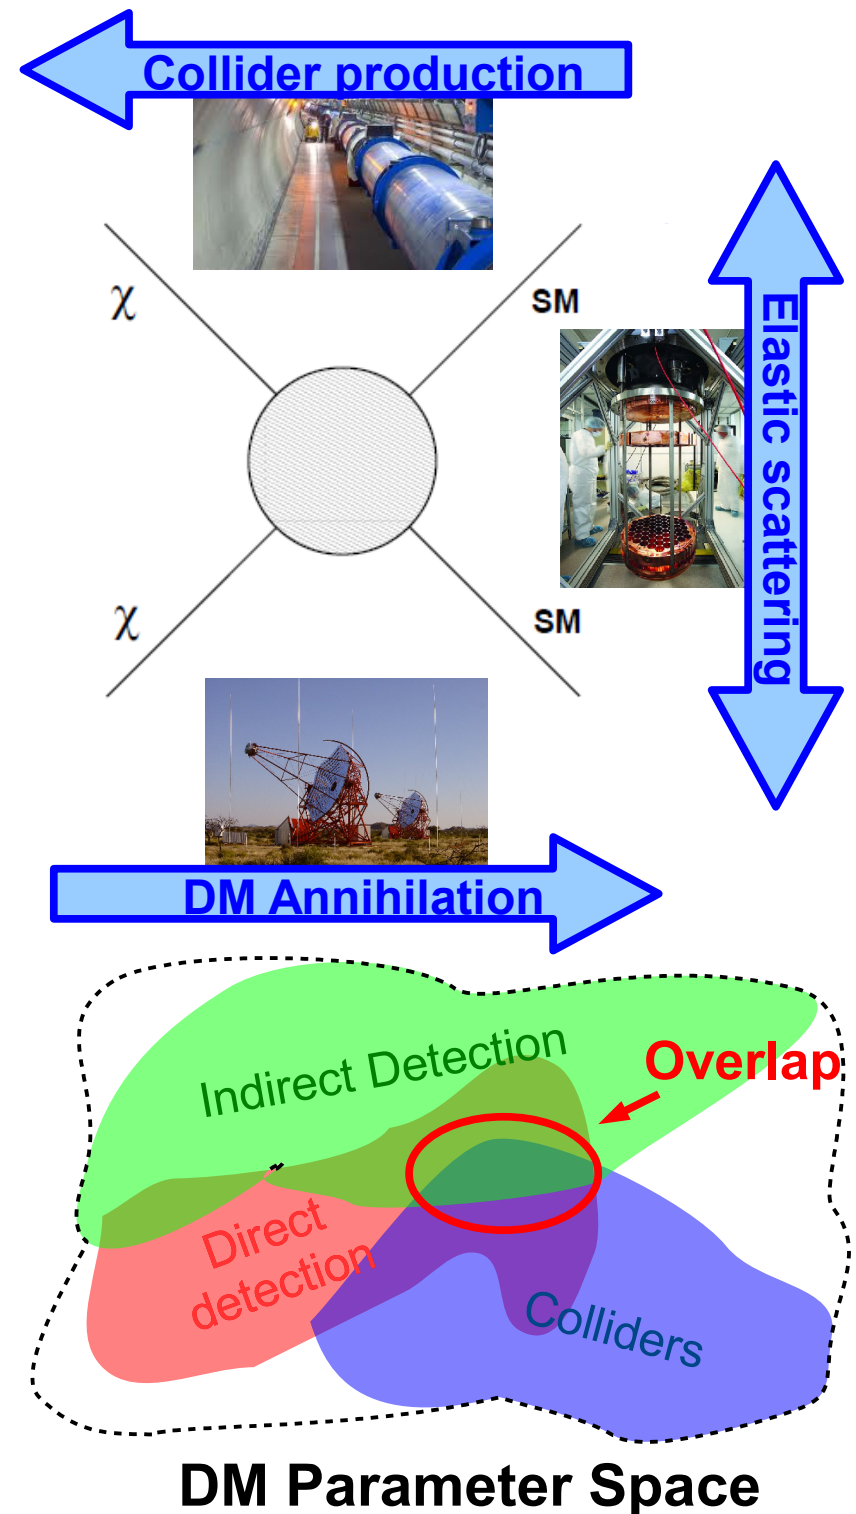 Collider production
χ
SM
Elastic scattering
χ
SM
DM Annihilation
Indirect Detection
Overlap
Direct
detection
Colliders
DM Parameter Space